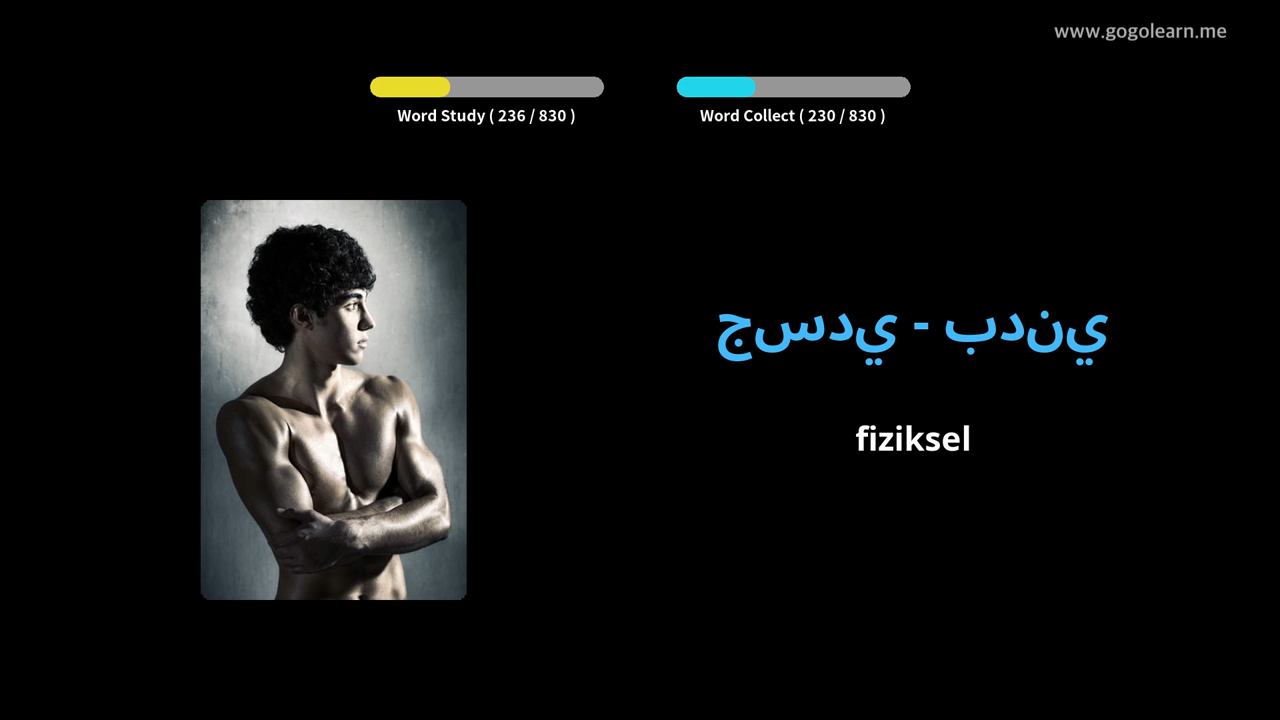 www.gogolearn.me
Word Study ( 236 / 830 )
Word Collect ( 230 / 830 )
جسدي - بدني
fiziksel